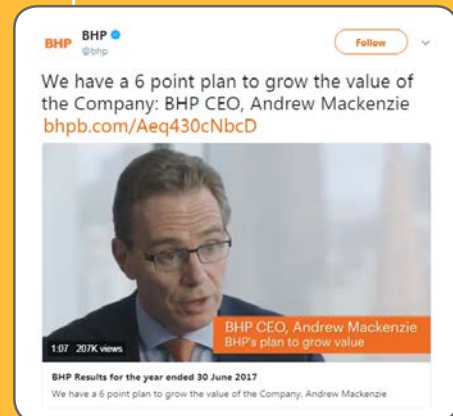 BHP
BHP
@bhp
Follow
We have a 6 point plan to grow the value of
the Company: BHP CEO, Andrew Mackenzie
bhpb.com/Aeq430cNbcD
BHP CEO, Andrew Mackenzie
BHP's plan to grow value
1:07 207K views
BHP Results for the year ended 30 June 2017
We have a 6 point plan to grow the value of the Company. Andrew Mackenzie